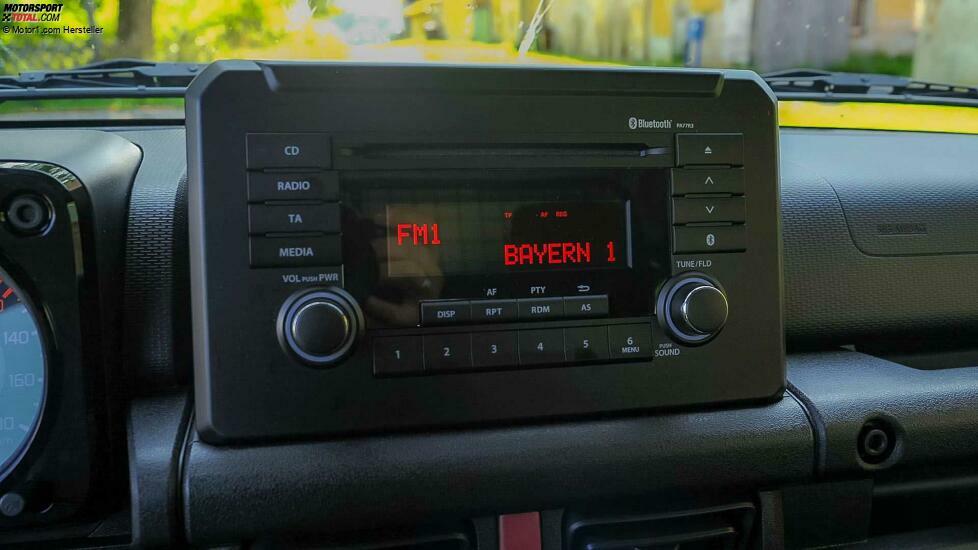 MOTORSPORT
TOTAL.COM
© Motor1.com Hersteller
Bluetooth PA77R3
CD
RADIO
TA
MEDIA
VOL PUSH PWR
TP AF REG
FM1
BAYERN 1
TUNE/FLD
AF PTY
DISP RPT RDM AS
1 2 3 4 5 6
MENU
PUSH
SOUND
140
160